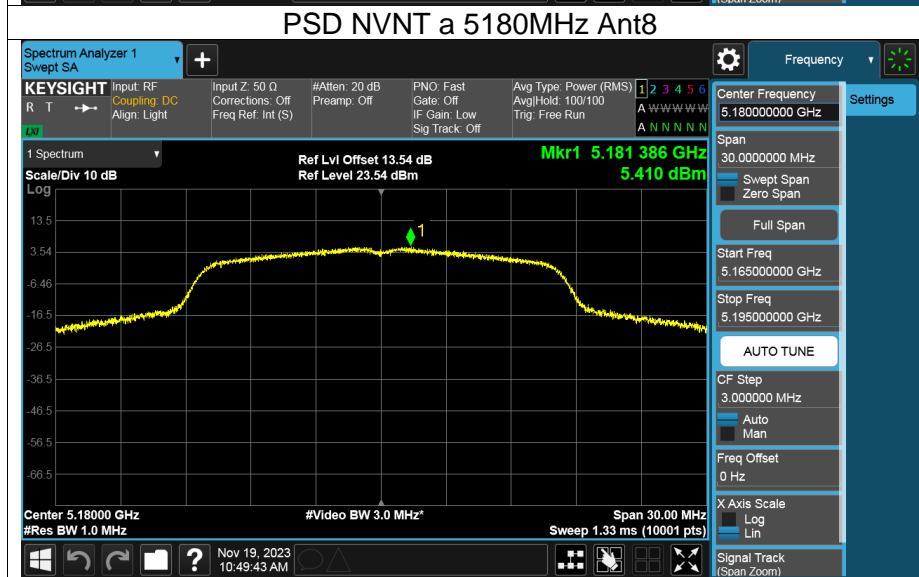 (Span Zoom)
PSD NVNT a 5180MHz Ant8
Spectrum Analyzer 1
Swept SA
+
Frequency
KEYSIGHT
R T
LXI
Input: RF
Coupling: DC
Align: Light
Input Z: 50 Ω
Corrections: Off
Freq Ref: Int (S)
#Atten: 20 dB
Preamp: Off
PNO: Fast
Gate: Off
IF Gain: Low
Sig Track: Off
Avg Type: Power (RMS)
Avg|Hold: 100/100
Trig: Free Run
1 2 3 4 5 6
A W W W W W
A N N N N N
1 Spectrum
Scale/Div 10 dB
Ref Lvl Offset 13.54 dB
Ref Level 23.54 dBm
Mkr1 5.181 386 GHz
5.410 dBm
Log
13.5
3.54
-6.46
-16.5
-26.5
-36.5
-46.5
-56.5
-66.5
1
Center 5.18000 GHz
#Res BW 1.0 MHz
#Video BW 3.0 MHz*
Span 30.00 MHz
Sweep 1.33 ms (10001 pts)
Center Frequency
5.180000000 GHz
Settings
Span
30.0000000 MHz
Swept Span
Zero Span
Full Span
Start Freq
5.165000000 GHz
Stop Freq
5.195000000 GHz
AUTO TUNE
CF Step
3.000000 MHz
Auto
Man
Freq Offset
0 Hz
X Axis Scale
Log
Lin
Signal Track
(Span Zoom)
?
Nov 19, 2023
10:49:43 AM